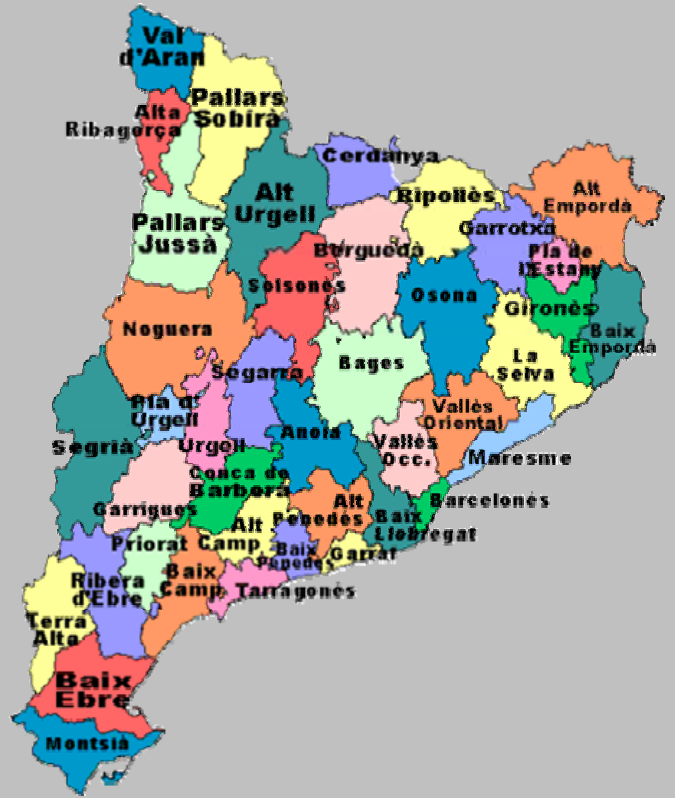 Val
d'Aran
Pallars
Sobirà
Alta
Ribagorça
Cerdanya
Alt
Urgell
Ripollès
Alt
Empordà
Pallars
Jussà
Garrotxa
Berguedà
Pla de
l'Estany
Solsonès
Osona
Gironès
Noguera
Baix
Empordà
La
Selva
Bages
Segarra
Pla d'
Urgell
Vallès
Oriental
Anoia
Segrià
Urgell
Vallès
Occ.
Maresme
Conca de
Barberà
Barcelonès
Garrigues
Alt
Penedès
Baix
Llobregat
Alt
Camp
Priorat
Baix
Penedès
Garraf
Ribera
d'Ebre
Baix
Camp
Tarragonès
Terra
Alta
Baix
Ebre
Montsià